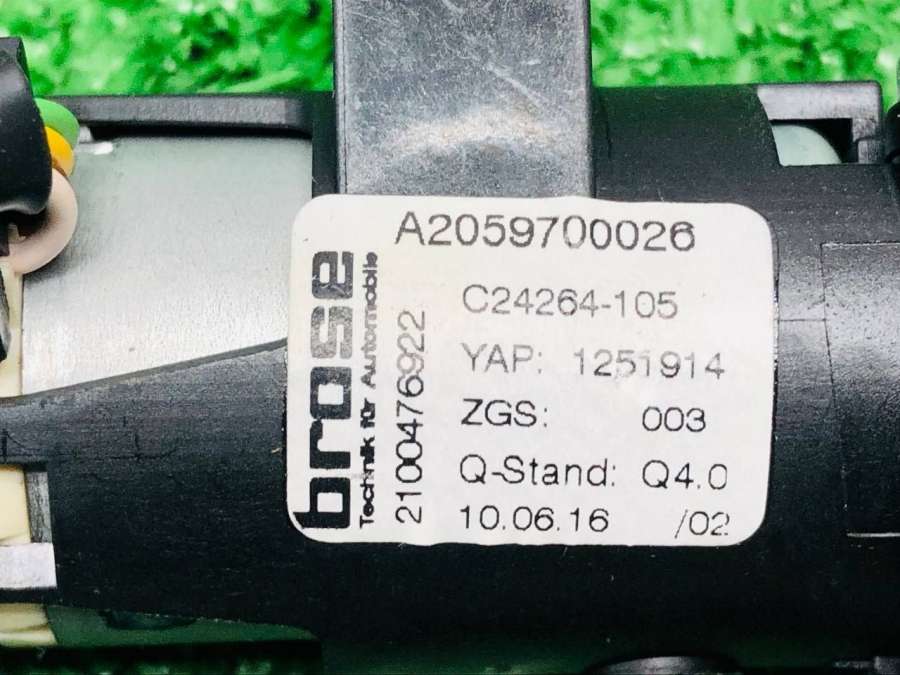 A2059700026
C24264-105
YAP: 1251914
ZGS: 003
Q-Stand: Q4.0
10.06.16 /02
brose
Technik für Automobile
2100476922